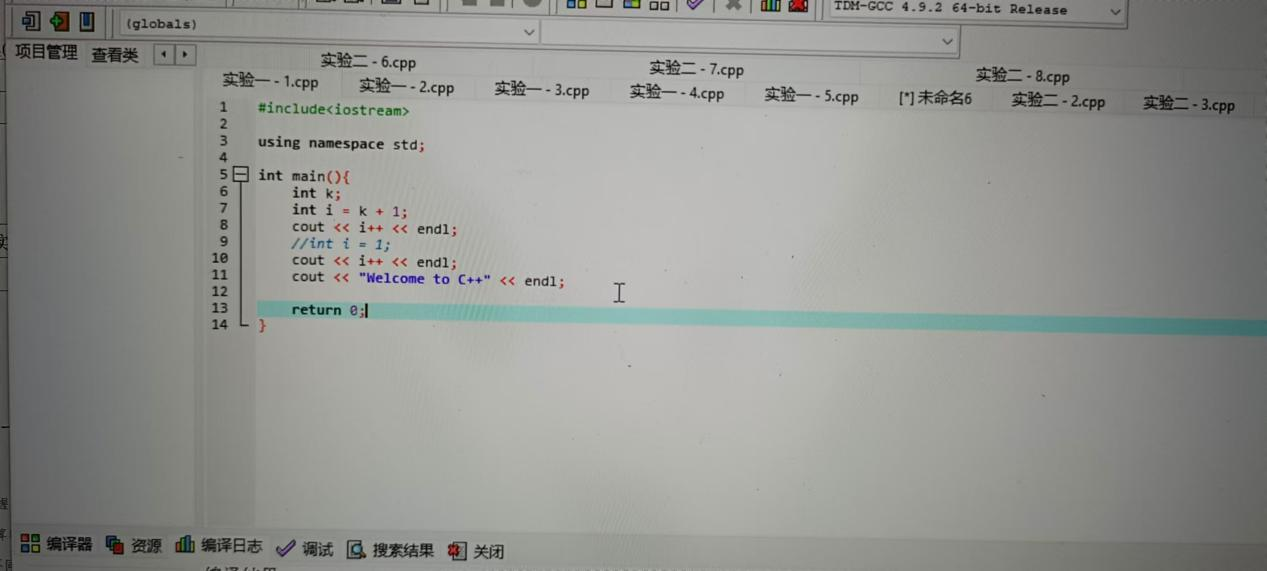 TDM-GCC 4.9.2 64-bit Release
(globals)
项目管理 查看类
实验二 - 6.cpp 实验二 - 7.cpp 实验二 - 8.cpp
实验一 - 1.cpp 实验一 - 2.cpp 实验一 - 3.cpp 实验一 - 4.cpp 实验一 - 5.cpp [*] 未命名6 实验二 - 2.cpp 实验二 - 3.cpp
1 #include<iostream>
2
3 using namespace std;
4
5 int main(){
6 int k;
7 int i = k + 1;
8 cout << i++ << endl;
9 //int i = 1;
10 cout << i++ << endl;
11 cout << "Welcome to C++" << endl;
12
13 return 0;
14 }
编译器 资源 编译日志 调试 搜索结果 关闭